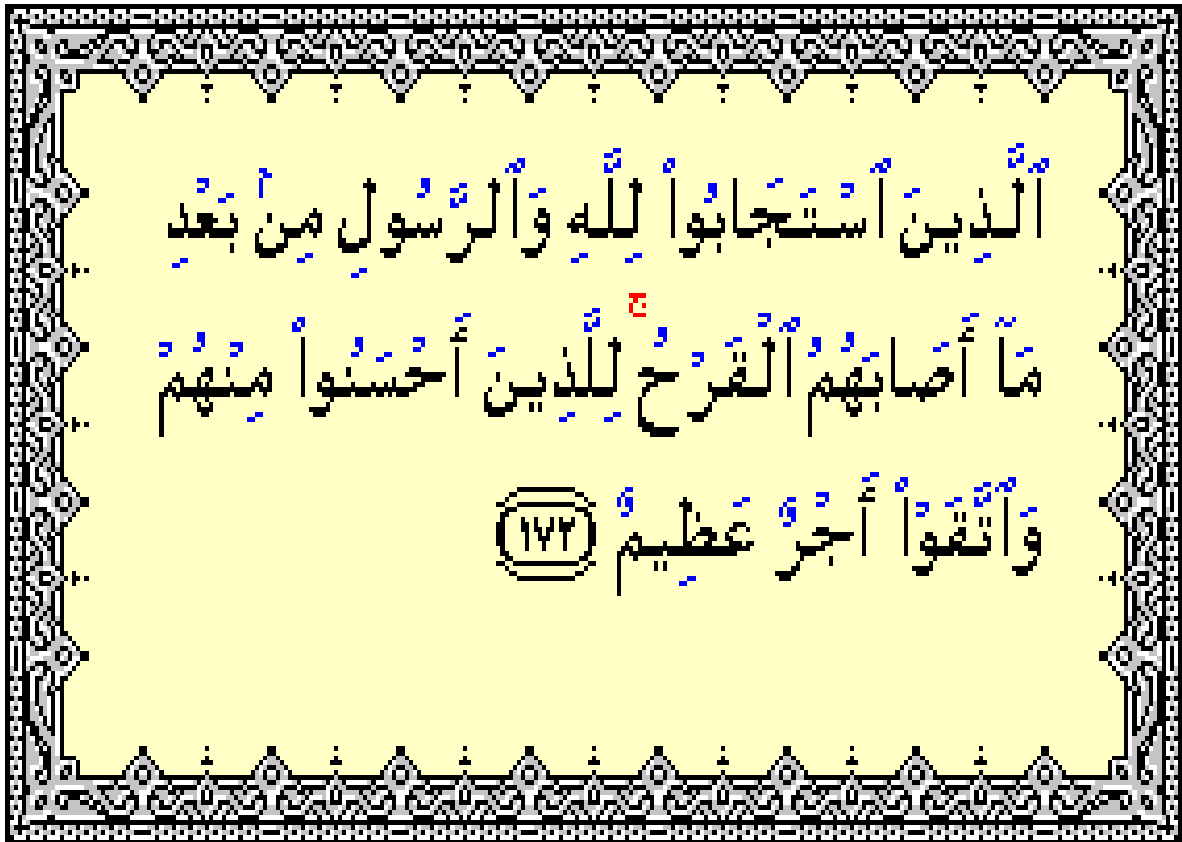 ٱلَّذِينَ ٱسْتَجَابُوا۟ لِلَّهِ وَٱلرَّسُولِ مِنۢ بَعْدِ
مَآ أَصَابَهُمُ ٱلْقَرْحُ ۚ لِلَّذِينَ أَحْسَنُوا۟ مِنْهُمْ
وَٱتَّقَوْا۟ أَجْرٌ عَظِيمٌ ١٧٢